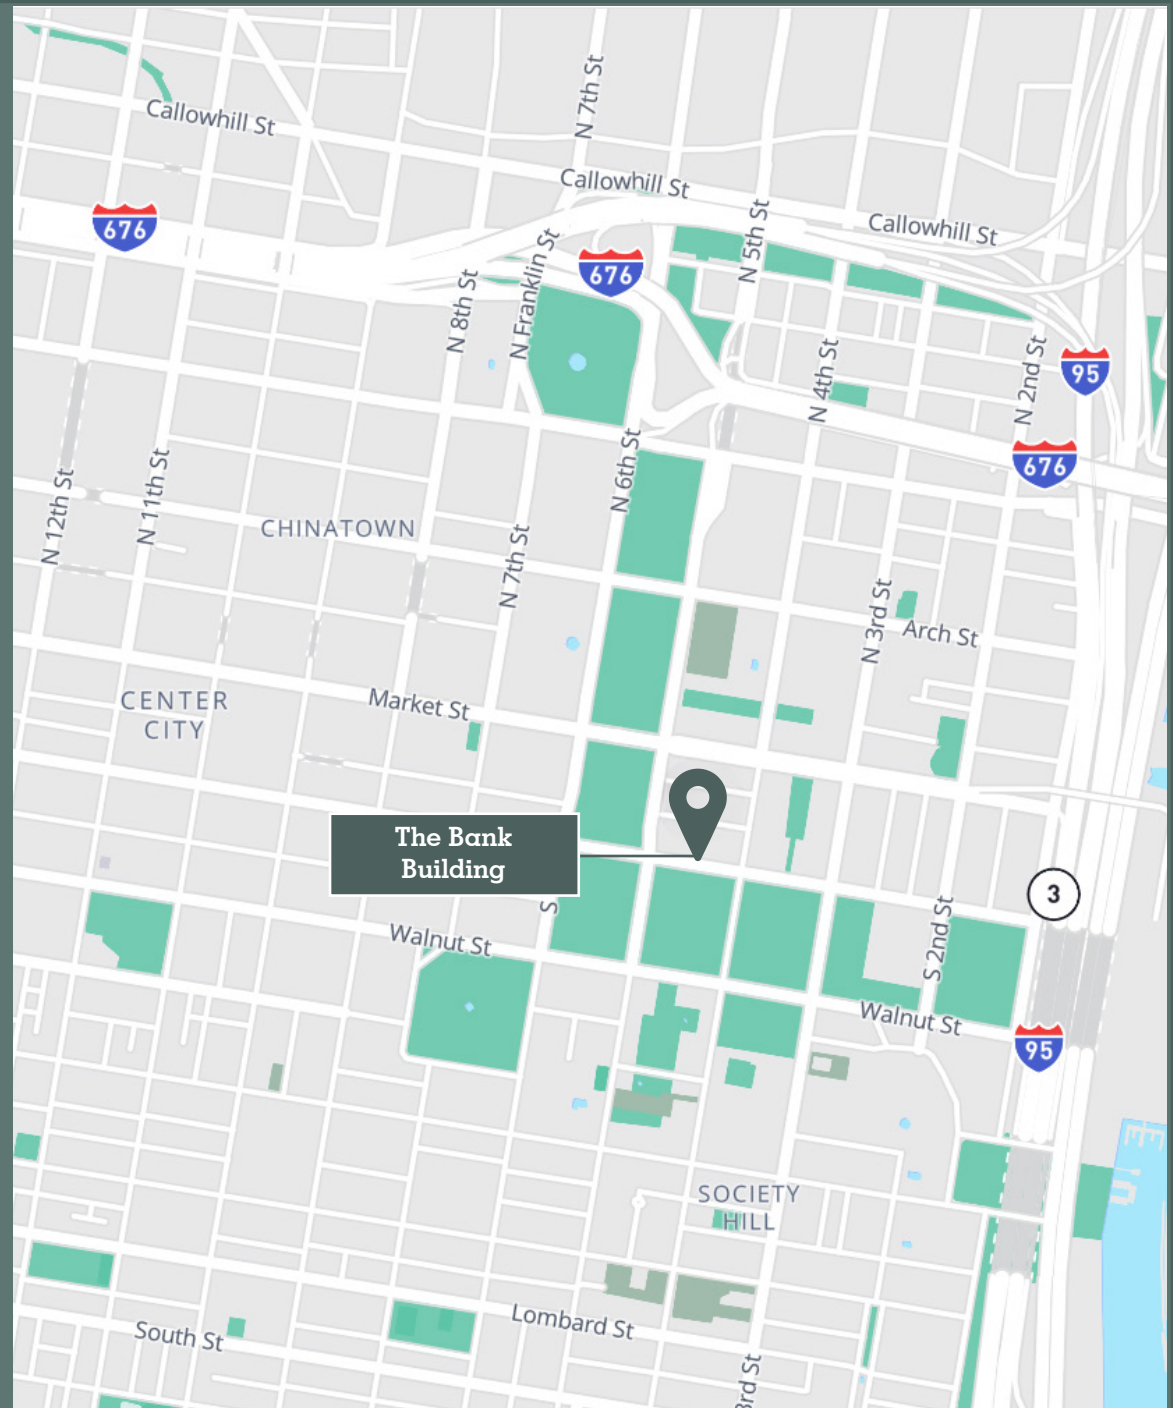 N 7th St
Callowhill St
Callowhill St
N 5th St
Callowhill St
676
N Franklin St
676
N 8th St
N 4th St
N 2nd St
95
N 6th St
676
N 12th St
N 11th St
CHINATOWN
N 7th St
N 3rd St
Arch St
CENTER
CITY
Market St
The Bank
Building
3
S
Walnut St
S 2nd St
Walnut St
95
SOCIETY
HILL
Lombard St
South St
3rd St